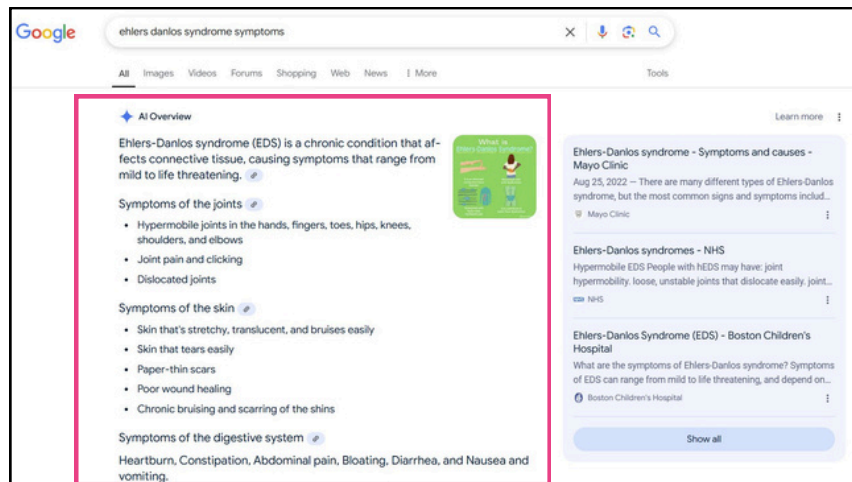 Google
ehlers danlos syndrome symptoms
All Images Videos Forums Shopping Web News More Tools
AI Overview
Learn more
Ehlers-Danlos syndrome (EDS) is a chronic condition that af-
fects connective tissue, causing symptoms that range from
mild to life threatening.
What is
Ehlers-Danlos Syndrome?
Symptoms of the joints
• Hypermobile joints in the hands, fingers, toes, hips, knees,
shoulders, and elbows
• Joint pain and clicking
• Dislocated joints
Symptoms of the skin
• Skin that's stretchy, translucent, and bruises easily
• Skin that tears easily
• Paper-thin scars
• Poor wound healing
• Chronic bruising and scarring of the shins
Symptoms of the digestive system
Heartburn, Constipation, Abdominal pain, Bloating, Diarrhea, and Nausea and
vomiting.
Ehlers-Danlos syndrome - Symptoms and causes -
Mayo Clinic
Aug 25, 2022 — There are many different types of Ehlers-Danlos
syndrome, but the most common signs and symptoms includ...
Mayo Clinic
Ehlers-Danlos syndromes - NHS
Hypermobile EDS People with hEDS may have: joint
hypermobility. loose, unstable joints that dislocate easily. joint...
NHS
Ehlers-Danlos Syndrome (EDS) - Boston Children's
Hospital
What are the symptoms of Ehlers-Danlos syndrome? Symptoms
of EDS can range from mild to life threatening, and depend on...
Boston Children's Hospital
Show all